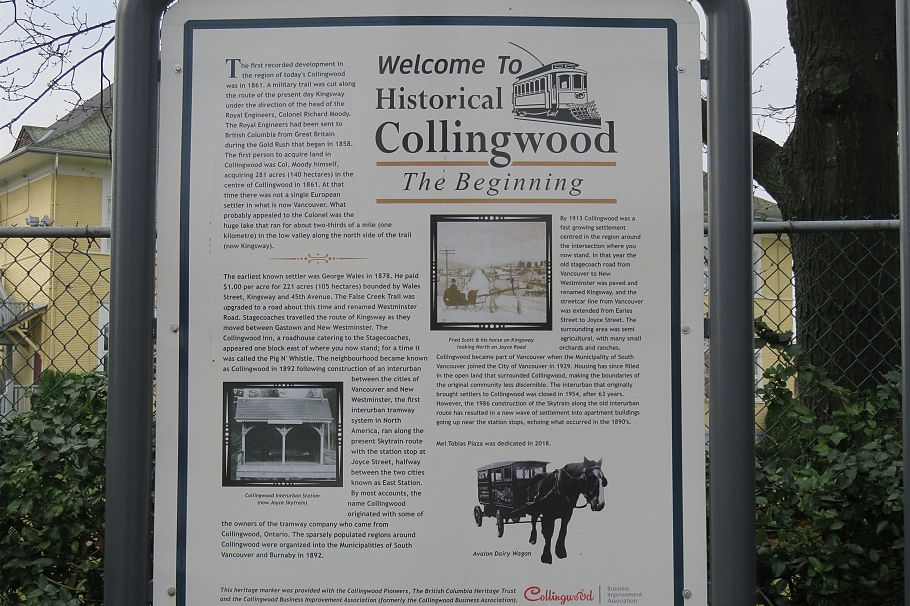 Welcome To
Historical
Collingwood
The Beginning
The first recorded development in
the region of today's Collingwood
was in 1861. A military trail was cut along
the route of the present day Kingsway
under the direction of the head of the
Royal Engineers, Colonel Richard Moody.
The Royal Engineers had been sent to
British Columbia from Great Britain
during the Gold Rush that began in 1858.
The first person to acquire land in
Collingwood was Col. Moody himself,
acquiring 281 acres (140 hectares) in the
centre of Collingwood in 1861. At that
time there was not a single European
settler in what is now Vancouver. What
probably appealed to the Colonel was the
huge lake that ran for about two-thirds of a mile (one
kilometre) in the low valley along the north side of the trail
(now Kingsway).
The earliest known settler was George Wales in 1878. He paid
$1.00 per acre for 221 acres (105 hectares) bounded by Wales
Street, Kingsway and 45th Avenue. The False Creek Trail was
upgraded to a road about this time and renamed Westminster
Road. Stagecoaches travelled the route of Kingsway as they
moved between Gastown and New Westminster. The
Collingwood Inn, a roadhouse catering to the Stagecoaches,
appeared one block east of where you now stand; for a time it
was called the Pig N' Whistle. The neighbourhood became known
as Collingwood in 1892 following construction of an interurban
between the cities of
Vancouver and New
Westminster, the first
interurban tramway
system in North
America, ran along the
present Skytrain route
with the station stop at
Joyce Street, halfway
between the two cities
known as East Station.
By most accounts, the
name Collingwood
originated with some of
the owners of the tramway company who came from
Collingwood, Ontario. The sparsely populated regions around
Collingwood were organized into the Municipalities of South
Vancouver and Burnaby in 1892.
Collingwood Interurban Station
(now Joyce Skytrain)
Fred Scott & his horse on Kingsway
looking North on Joyce Road
By 1913 Collingwood was a
fast growing settlement
centred in the region around
the intersection where you
now stand. In that year the
old stagecoach road from
Vancouver to New
Westminster was paved and
renamed Kingsway, and the
streetcar line from Vancouver
was extended from Earles
Street to Joyce Street. The
surrounding area was semi
agricultural, with many small
orchards and ranches.
Collingwood became part of Vancouver when the Municipality of South
Vancouver joined the City of Vancouver in 1929. Housing has since filled
in the open land that surrounded Collingwood, making the boundaries of
the original community less discernible. The interurban that originally
brought settlers to Collingwood was closed in 1954, after 63 years.
However, the 1986 construction of the Skytrain along the old interurban
route has resulted in a new wave of settlement into apartment buildings
going up near the station stops, echoing what occurred in the 1890's.
Mel Tobias Plaza was dedicated in 2018.
Avalon Dairy Wagon
This heritage marker was provided with the Collingwood Pioneers, The British Columbia Heritage Trust
and the Collingwood Business Improvement Association (formerly the Collingwood Business Association).
Collingwood
Business
Improvement
Association